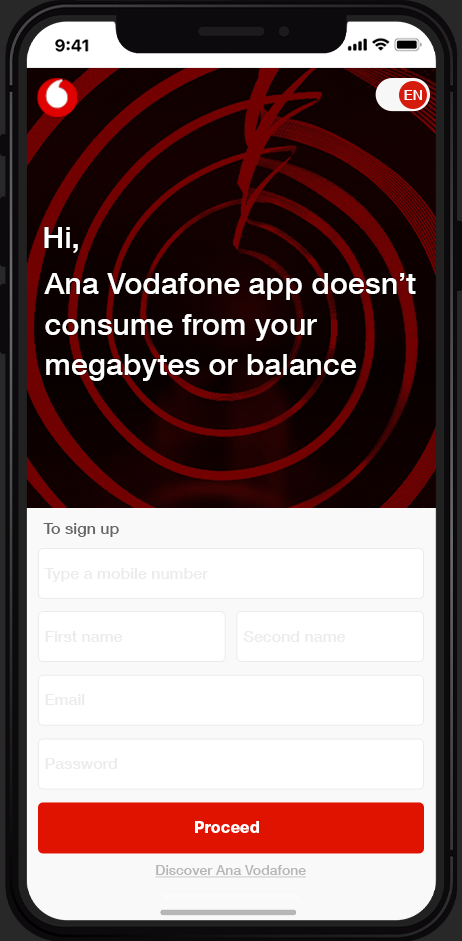 9:41
EN
Hi,
Ana Vodafone app doesn’t
consume from your
megabytes or balance
To sign up
Type a mobile number
First name
Second name
Email
Password
Proceed
Discover Ana Vodafone